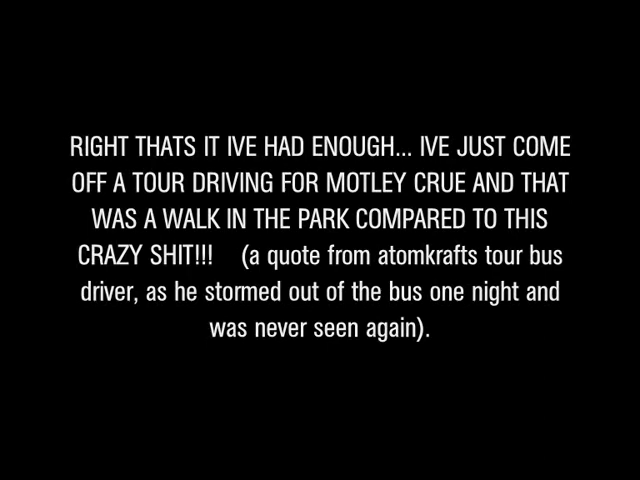 RIGHT THATS IT IVE HAD ENOUGH... IVE JUST COME
OFF A TOUR DRIVING FOR MOTLEY CRUE AND THAT
WAS A WALK IN THE PARK COMPARED TO THIS
CRAZY SHIT!!! (a quote from atomkrafts tour bus
driver, as he stormed out of the bus one night and
was never seen again).